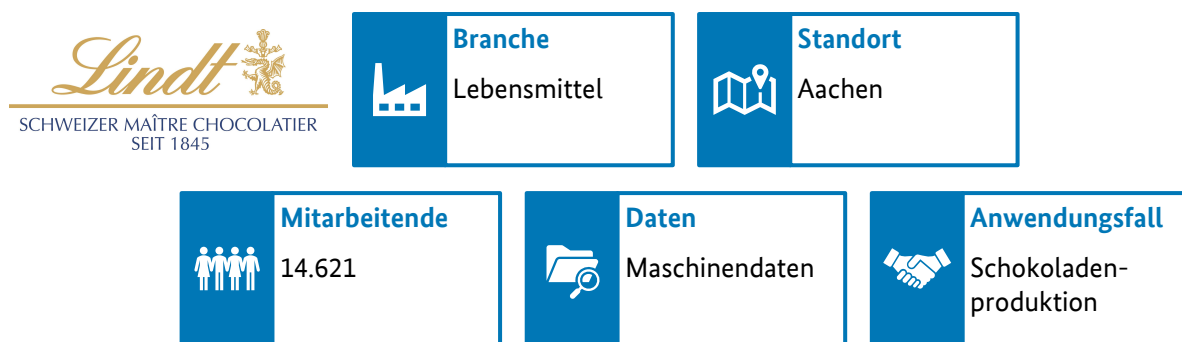 Lindt
SCHWEIZER MAÎTRE CHOCOLATIER
SEIT 1845
Branche
Lebensmittel
Standort
Aachen
Mitarbeitende
14.621
Daten
Maschinendaten
Anwendungsfall
Schokoladen-
produktion